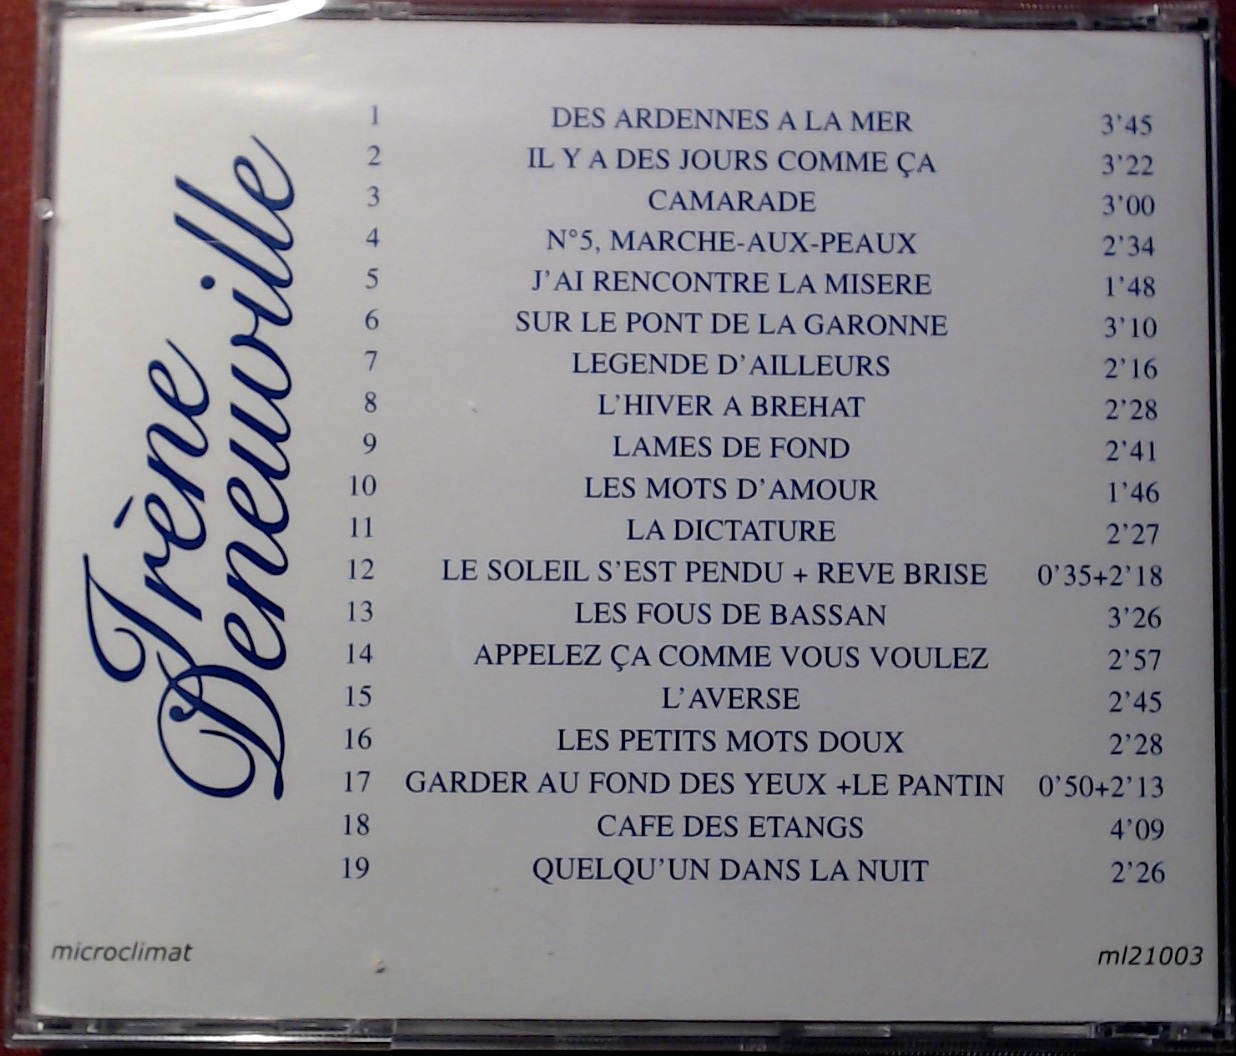 Irène
Deneuville
1 DES ARDENNES A LA MER 3'45
2 IL Y A DES JOURS COMME ÇA 3'22
3 CAMARADE 3'00
4 N°5, MARCHE-AUX-PEAUX 2'34
5 J'AI RENCONTRE LA MISERE 1'48
6 SUR LE PONT DE LA GARONNE 3'10
7 LEGENDE D'AILLEURS 2'16
8 L'HIVER A BREHAT 2'28
9 LAMES DE FOND 2'41
10 LES MOTS D'AMOUR 1'46
11 LA DICTATURE 2'27
12 LE SOLEIL S'EST PENDU + REVE BRISE 0'35+2'18
13 LES FOUS DE BASSAN 3'26
14 APPELEZ ÇA COMME VOUS VOULEZ 2'57
15 L'AVERSE 2'45
16 LES PETITS MOTS DOUX 2'28
17 GARDER AU FOND DES YEUX +LE PANTIN 0'50+2'13
18 CAFE DES ETANGS 4'09
19 QUELQU'UN DANS LA NUIT 2'26
microclimat ml21003